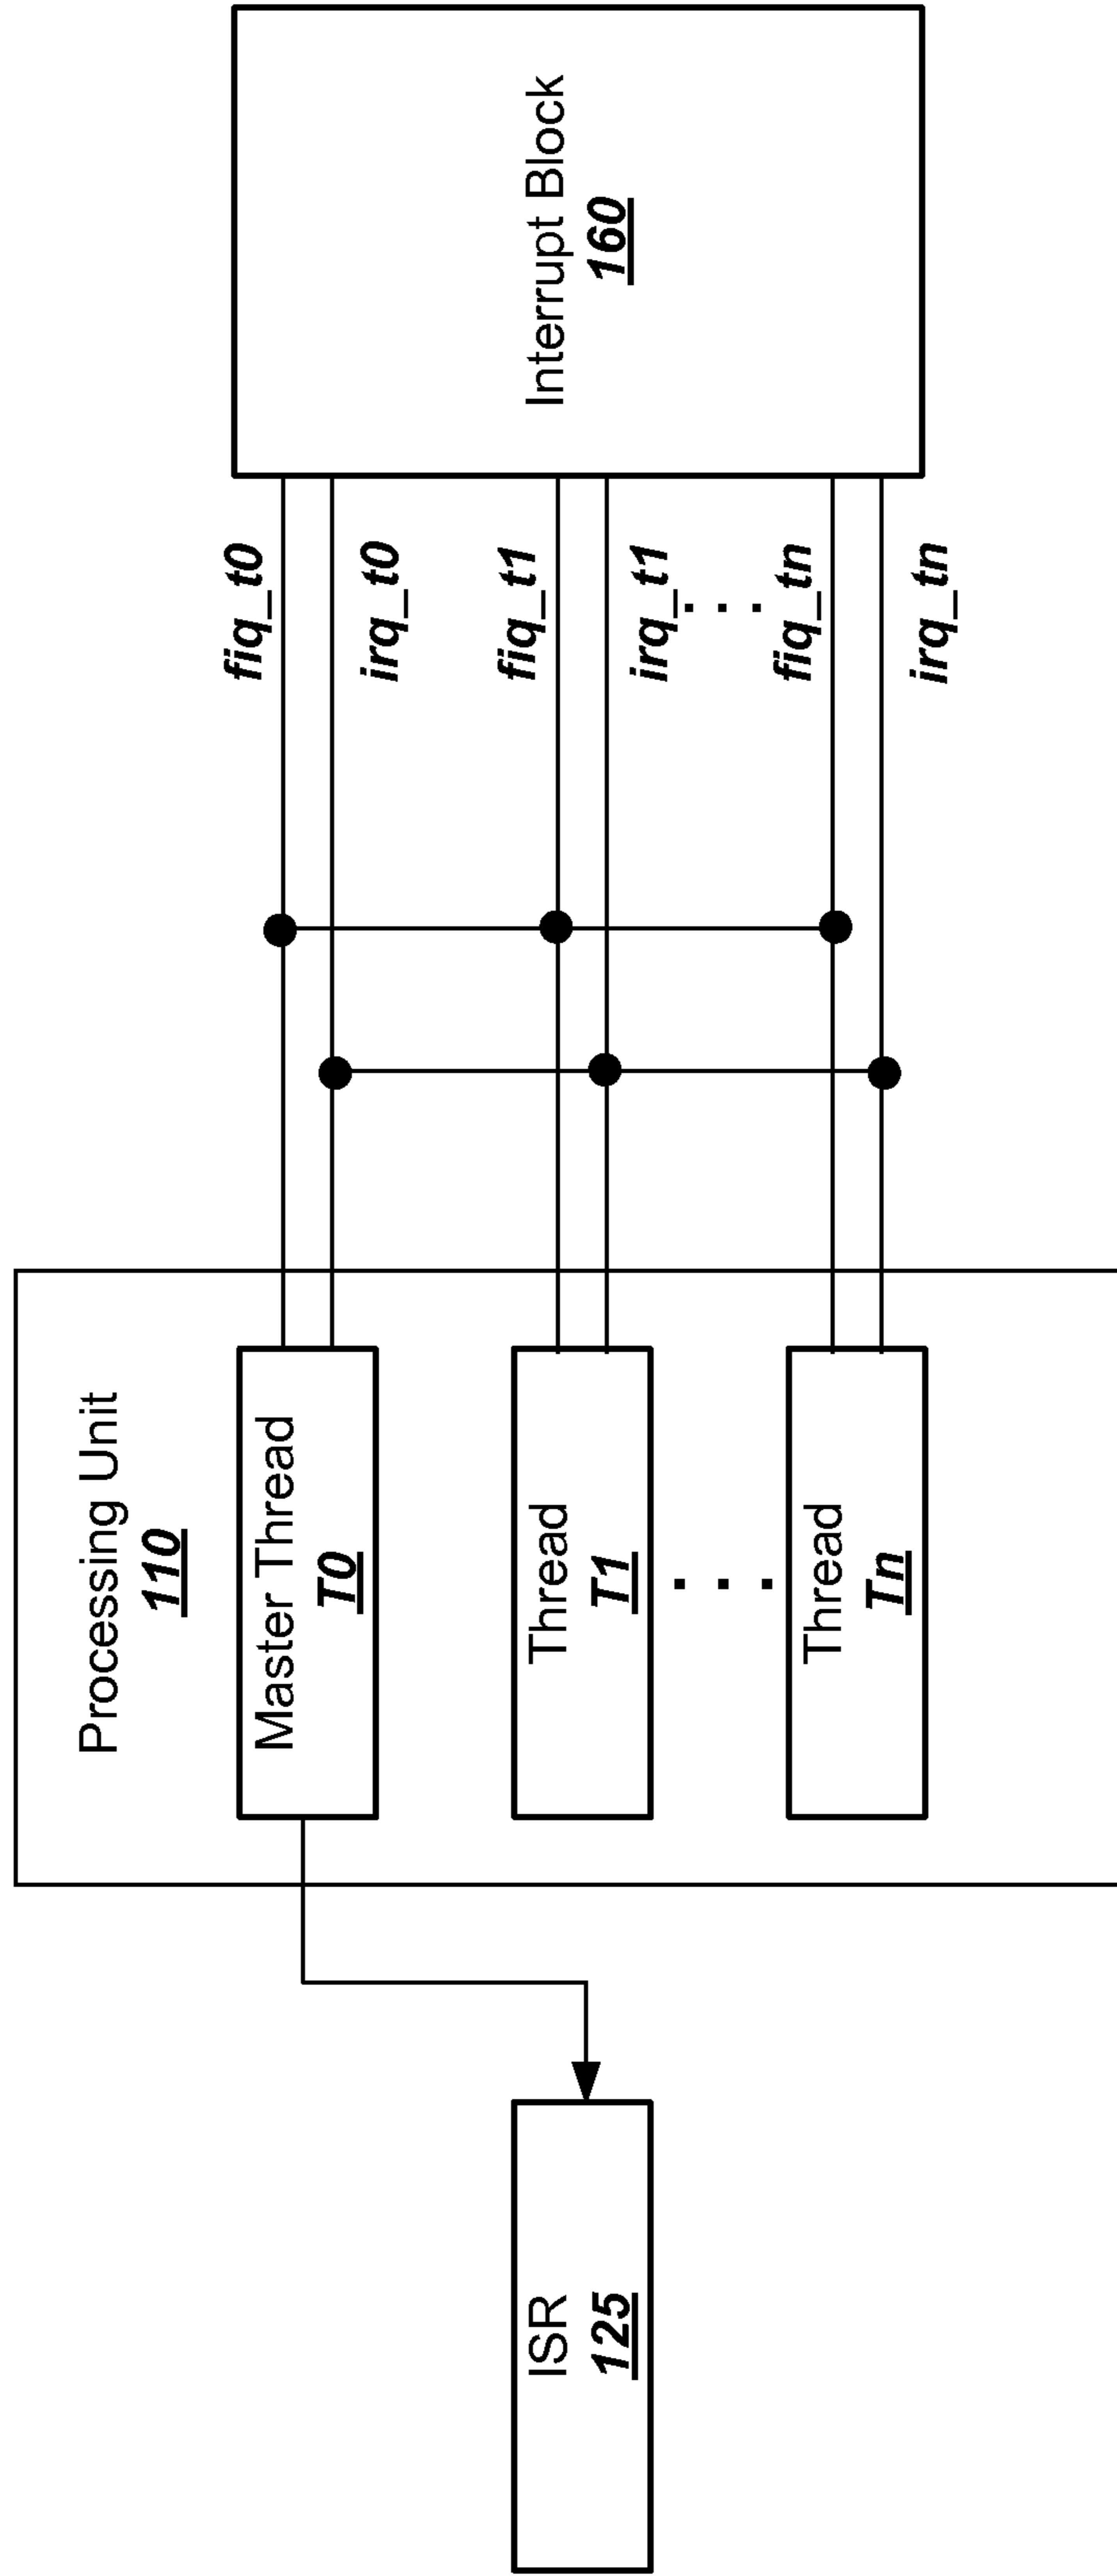 Processing Unit
110
Master Thread
T0
Thread
T1
. . .
Thread
Tn
ISR
125
fiq_t0
irq_t0
fiq_t1
irq_t1
. . .
fiq_tn
irq_tn
Interrupt Block
160